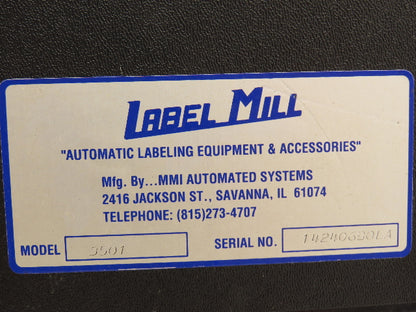 LABEL MILL
"AUTOMATIC LABELING EQUIPMENT & ACCESSORIES"
Mfg. By...MMI AUTOMATED SYSTEMS
2416 JACKSON ST., SAVANNA, IL 61074
TELEPHONE: (815)273-4707
MODEL 3501 SERIAL NO.